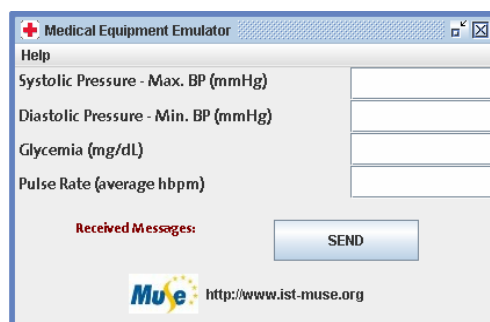 Medical Equipment Emulator
Help
Systolic Pressure - Max. BP (mmHg)
Diastolic Pressure - Min. BP (mmHg)
Glycemia (mg/dL)
Pulse Rate (average hbpm)
Received Messages:
SEND
Muse http://www.ist-muse.org